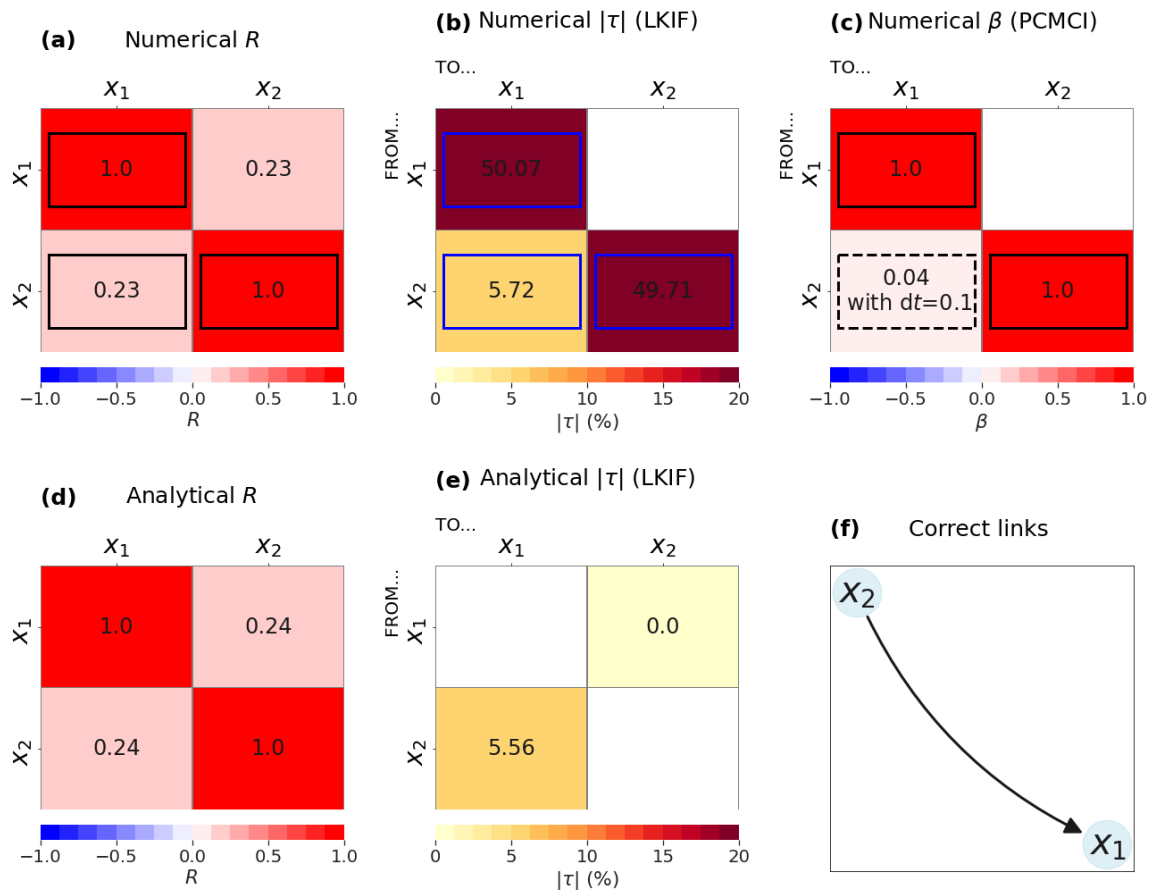 (a) Numerical R
x₁ x₂
x₁ 1.0 0.23
x₂ 0.23 1.0
−1.0 −0.5 0.0 0.5 1.0
R
(b) Numerical |τ| (LKIF)
TO...
x₁ x₂
FROM...
x₁ 50.07
x₂ 5.72 49.71
0 5 10 15 20
|τ| (%)
(c) Numerical β (PCMCI)
TO...
x₁ x₂
FROM...
x₁ 1.0
x₂ 0.04
with dt=0.1 1.0
−1.0 −0.5 0.0 0.5 1.0
β
(d) Analytical R
x₁ x₂
x₁ 1.0 0.24
x₂ 0.24 1.0
−1.0 −0.5 0.0 0.5 1.0
R
(e) Analytical |τ| (LKIF)
TO...
x₁ x₂
FROM...
x₁ 0.0
x₂ 5.56
0 5 10 15 20
|τ| (%)
(f) Correct links
x₂
x₁